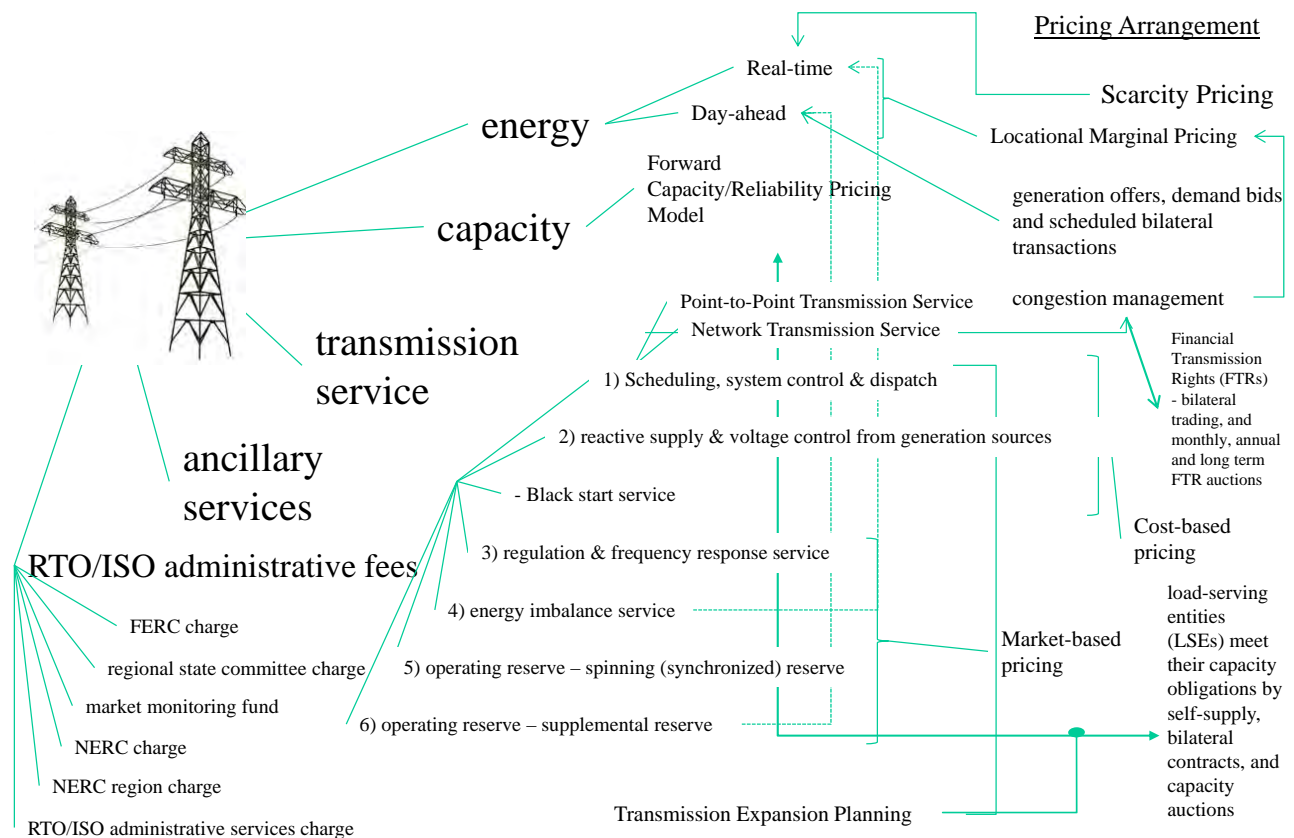 Pricing Arrangement
Real-time
Scarcity Pricing
energy
Day-ahead
Locational Marginal Pricing
Forward
Capacity/Reliability Pricing
Model
generation offers, demand bids
and scheduled bilateral
transactions
capacity
Point-to-Point Transmission Service
congestion management
Network Transmission Service
transmission
service
Financial
Transmission
Rights (FTRs)
- bilateral
trading, and
monthly, annual
and long term
FTR auctions
1) Scheduling, system control & dispatch
2) reactive supply & voltage control from generation sources
ancillary
services
- Black start service
Cost-based
pricing
3) regulation & frequency response service
RTO/ISO administrative fees
4) energy imbalance service
FERC charge
Market-based
pricing
load-serving
entities
(LSEs) meet
their capacity
obligations by
self-supply,
bilateral
contracts, and
capacity
auctions
regional state committee charge
5) operating reserve – spinning (synchronized) reserve
market monitoring fund
6) operating reserve – supplemental reserve
NERC charge
NERC region charge
Transmission Expansion Planning
RTO/ISO administrative services charge